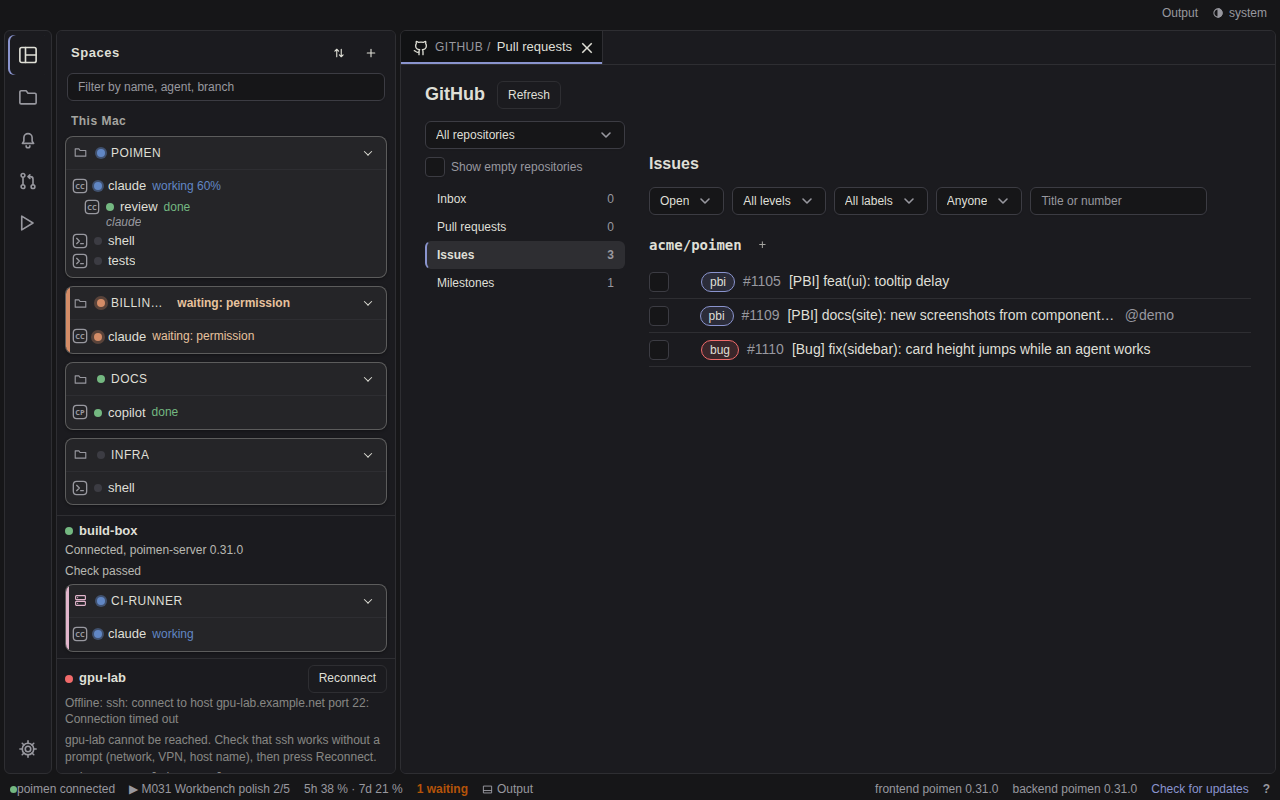 Output system
Spaces
Filter by name, agent, branch
This Mac
POIMEN
CC claude working 60%
CC review done
claude
shell
tests
BILLIN… waiting: permission
CC claude waiting: permission
DOCS
CP copilot done
INFRA
shell
build-box
Connected, poimen-server 0.31.0
Check passed
CI-RUNNER
CC claude working
gpu-lab Reconnect
Offline: ssh: connect to host gpu-lab.example.net port 22:
Connection timed out
gpu-lab cannot be reached. Check that ssh works without a
prompt (network, VPN, host name), then press Reconnect.
GITHUB / Pull requests
GitHub Refresh
All repositories
Show empty repositories
Inbox 0
Pull requests 0
Issues 3
Milestones 1
Issues
Open All levels All labels Anyone Title or number
acme/poimen +
pbi #1105 [PBI] feat(ui): tooltip delay
pbi #1109 [PBI] docs(site): new screenshots from component… @demo
bug #1110 [Bug] fix(sidebar): card height jumps while an agent works
poimen connected ▶ M031 Workbench polish 2/5 5h 38 % · 7d 21 % 1 waiting Output frontend poimen 0.31.0 backend poimen 0.31.0 Check for updates ?